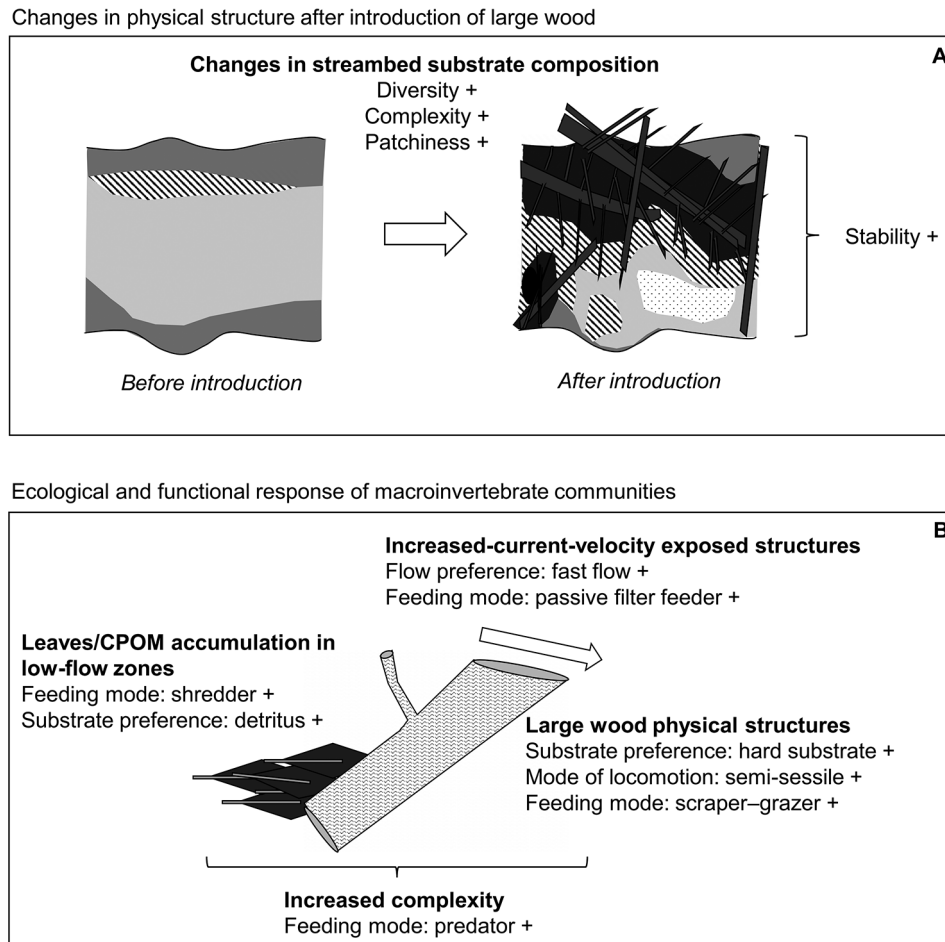 Changes in physical structure after introduction of large wood
A
Changes in streambed substrate composition
Diversity +
Complexity +
Patchiness +
Stability +
Before introduction
After introduction
Ecological and functional response of macroinvertebrate communities
B
Increased-current-velocity exposed structures
Flow preference: fast flow +
Feeding mode: passive filter feeder +
Leaves/CPOM accumulation in
low-flow zones
Feeding mode: shredder +
Substrate preference: detritus +
Large wood physical structures
Substrate preference: hard substrate +
Mode of locomotion: semi-sessile +
Feeding mode: scraper–grazer +
Increased complexity
Feeding mode: predator +